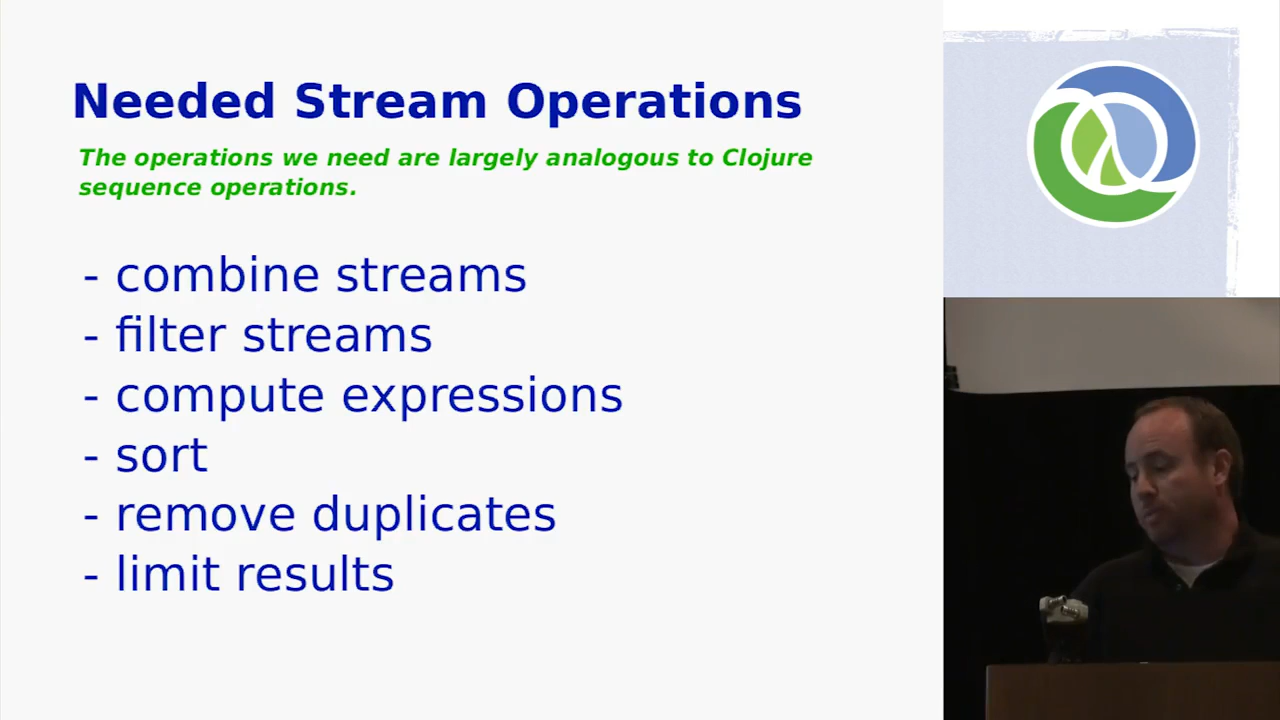 Needed Stream Operations
The operations we need are largely analogous to Clojure
sequence operations.
- combine streams
- filter streams
- compute expressions
- sort
- remove duplicates
- limit results